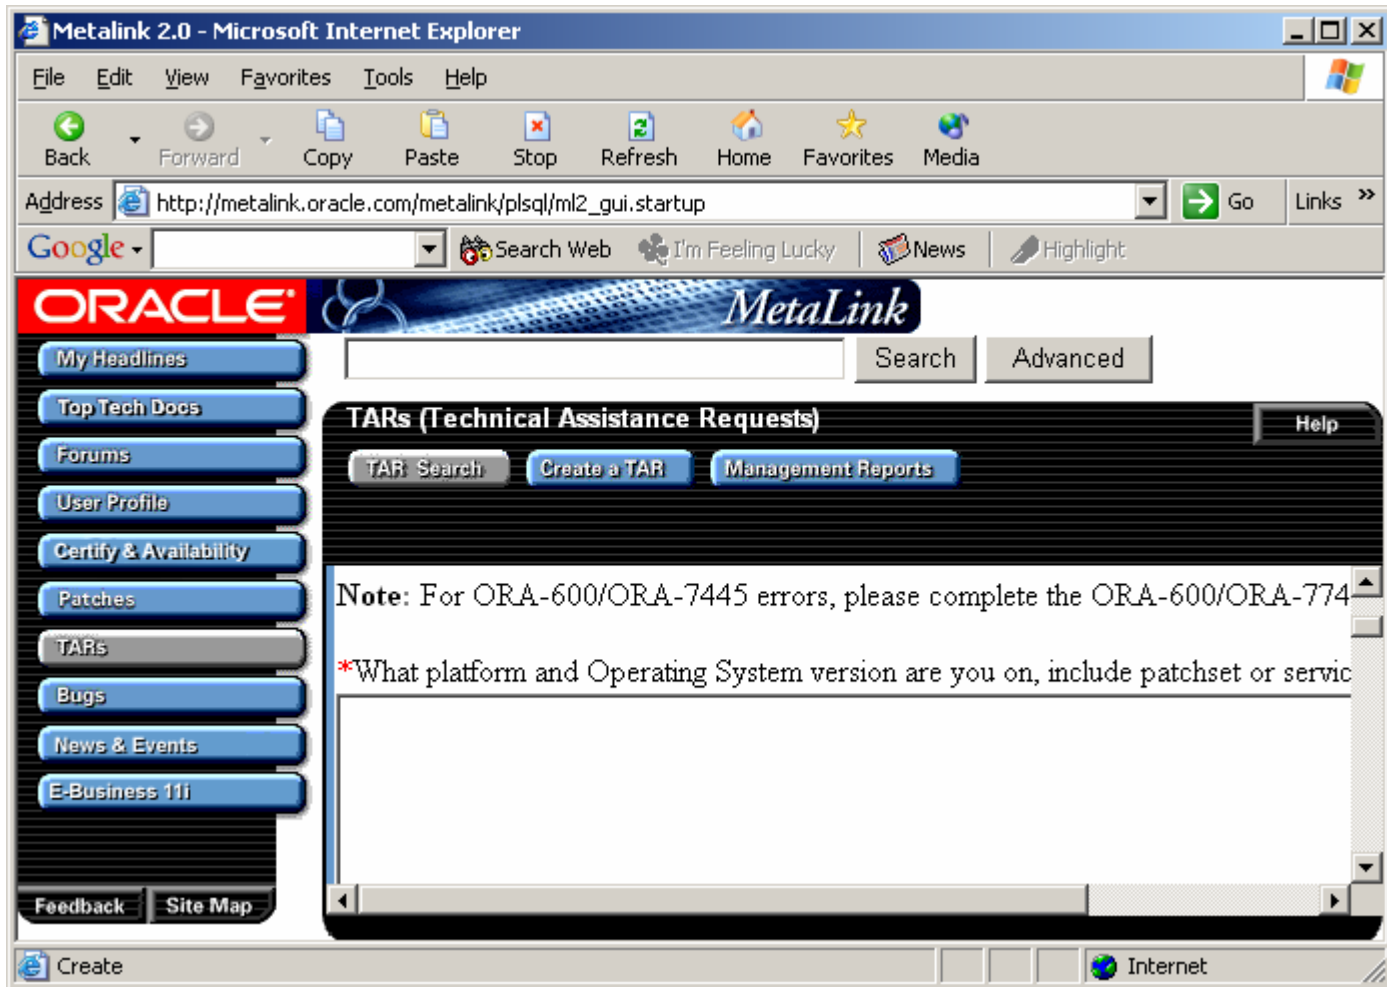 Metalink 2.0 - Microsoft Internet Explorer
File Edit View Favorites Tools Help
Back Forward Copy Paste Stop Refresh Home Favorites Media
Address http://metalink.oracle.com/metalink/plsql/ml2_gui.startup Go Links »
Google Search Web I'm Feeling Lucky News Highlight
ORACLE MetaLink
Search Advanced
My Headlines
Top Tech Docs
Forums
User Profile
Certify & Availability
Patches
TARs
Bugs
News & Events
E-Business 11i
Feedback Site Map
TARs (Technical Assistance Requests) Help
TAR Search Create a TAR Management Reports
Note: For ORA-600/ORA-7445 errors, please complete the ORA-600/ORA-774
*What platform and Operating System version are you on, include patchset or servic
Create Internet